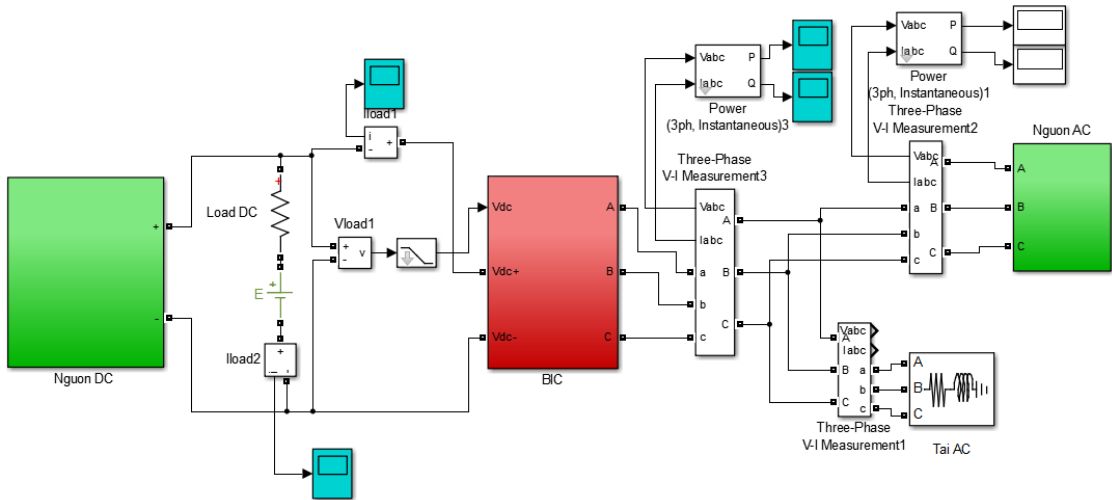 Vabc
P
Iabc
Q
Power
(3ph, Instantaneous)1
Three-Phase
V-I Measurement2
Vabc
P
Iabc
Q
Power
(3ph, Instantaneous)3
Iload1
i
+
-
Nguon AC
A
B
C
Vabc
A
Iabc
a
B
b
C
c
Three-Phase
V-I Measurement3
Vabc
A
Iabc
a
B
b
C
c
+
-
Nguon DC
+
Load DC
Vload1
+
-
v
+
E
Iload2
+
i
-
Vdc
A
Vdc+
B
Vdc-
C
BIC
Vabc
A
Iabc
B
a
b
C
c
Three-Phase
V-I Measurement1
A
B
C
Tai AC